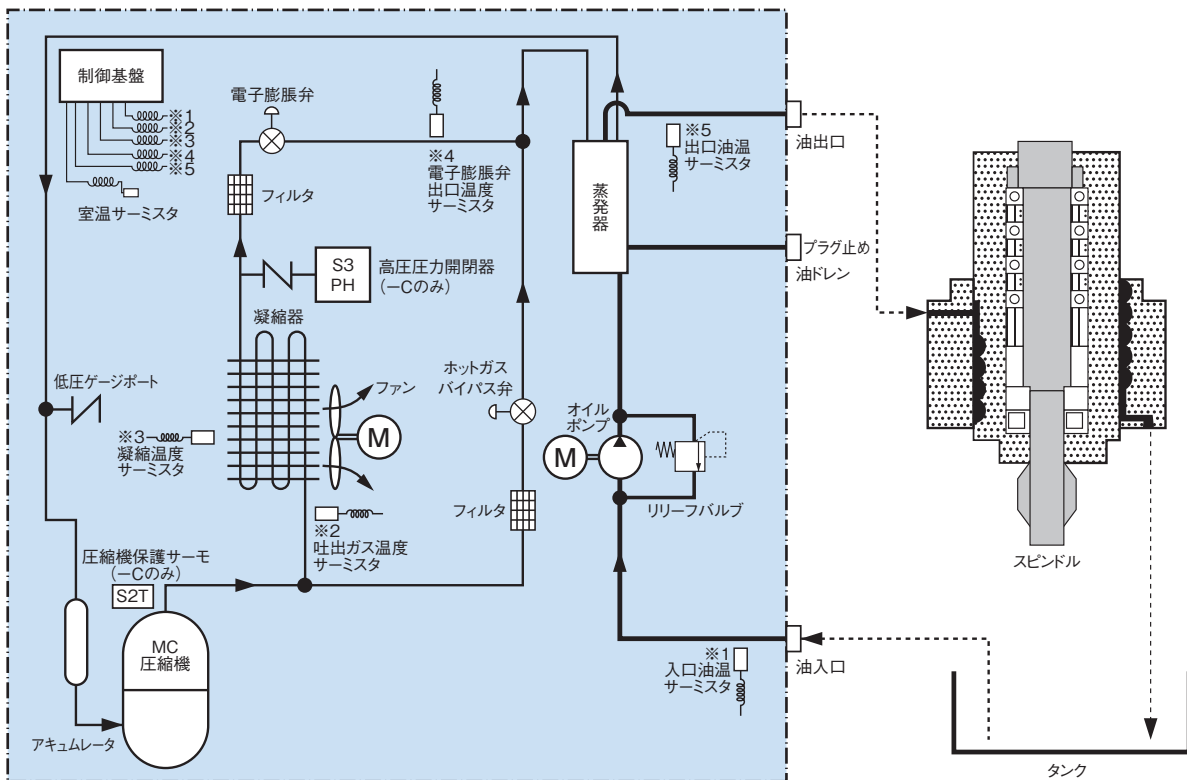 制御基盤
※1
※2
※3
※4
※5
室温サーミスタ
電子膨脹弁
フィルタ
※4
電子膨脹弁
出口温度
サーミスタ
S3
PH
高圧圧力開閉器
(−Cのみ)
凝縮器
低圧ゲージポート
※3
凝縮温度
サーミスタ
ファン
M
ホットガス
バイパス弁
※2
吐出ガス温度
サーミスタ
フィルタ
圧縮機保護サーモ
(−Cのみ)
S2T
MC
圧縮機
アキュムレータ
蒸発器
※5
出口油温
サーミスタ
油出口
プラグ止め
油ドレン
オイル
ポンプ
M
リリーフバルブ
※1
入口油温
サーミスタ
油入口
スピンドル
タンク